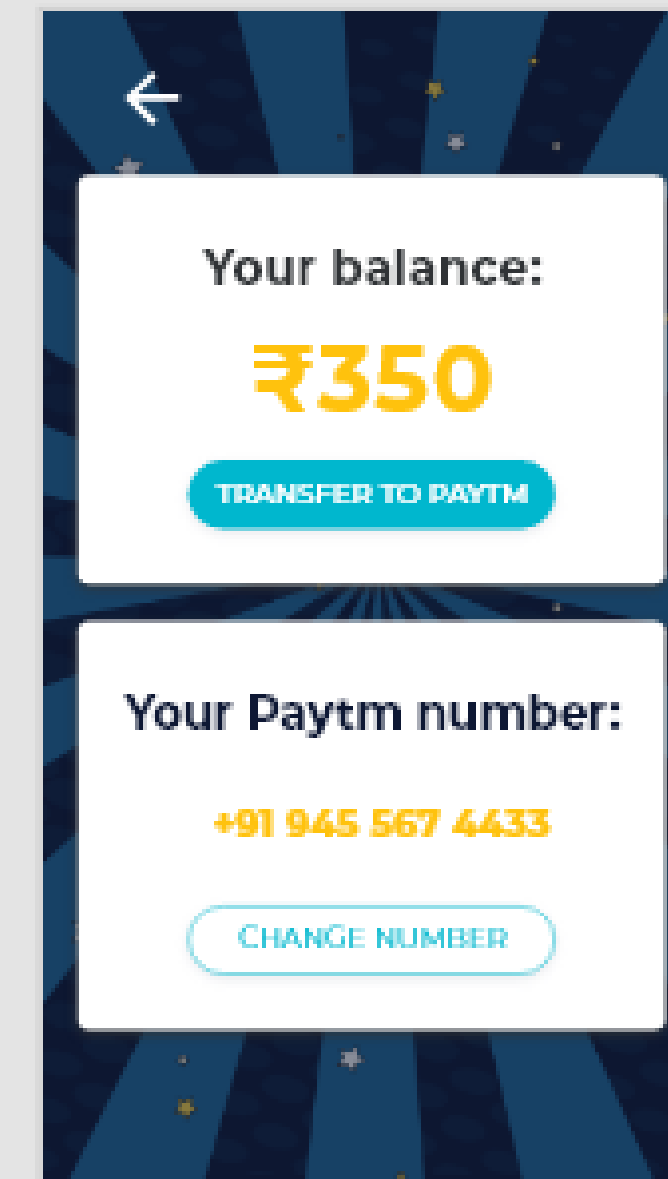 Your balance:
₹350
TRANSFER TO PAYTM
Your Paytm number:
+91 945 567 4433
CHANGE NUMBER